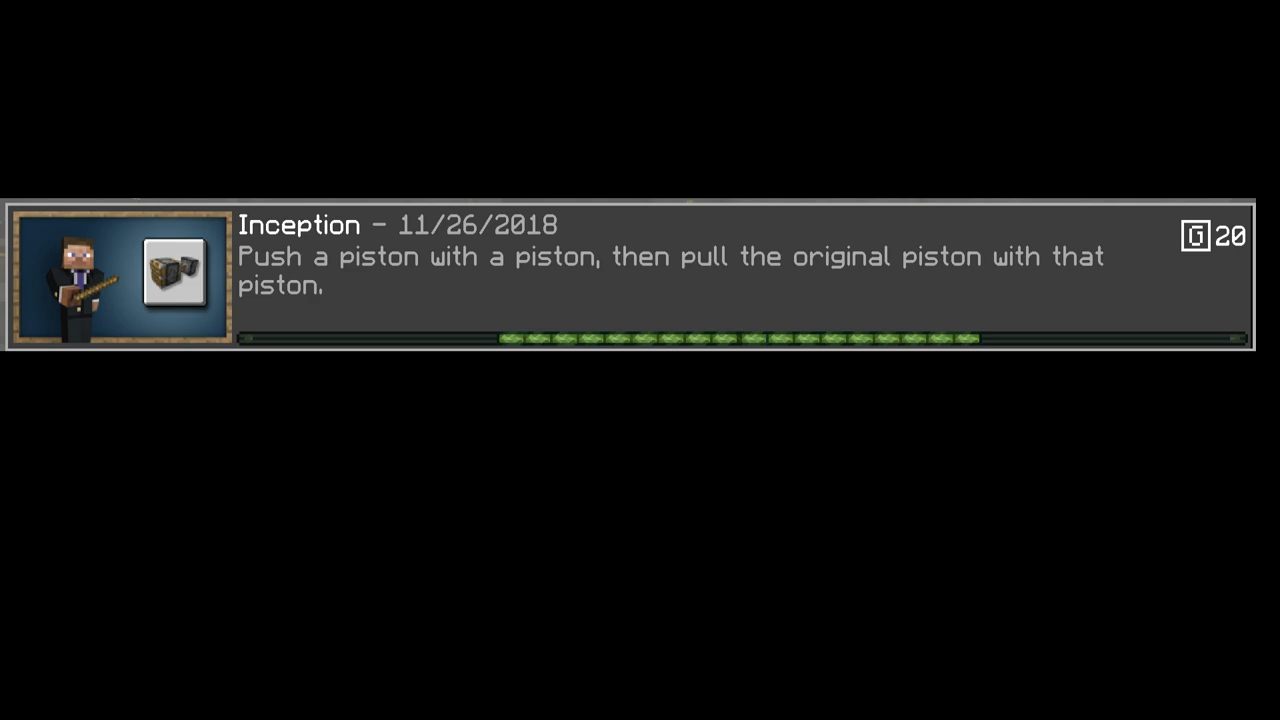 Inception - 11/26/2018
G 20
Push a piston with a piston, then pull the original piston with that
piston.